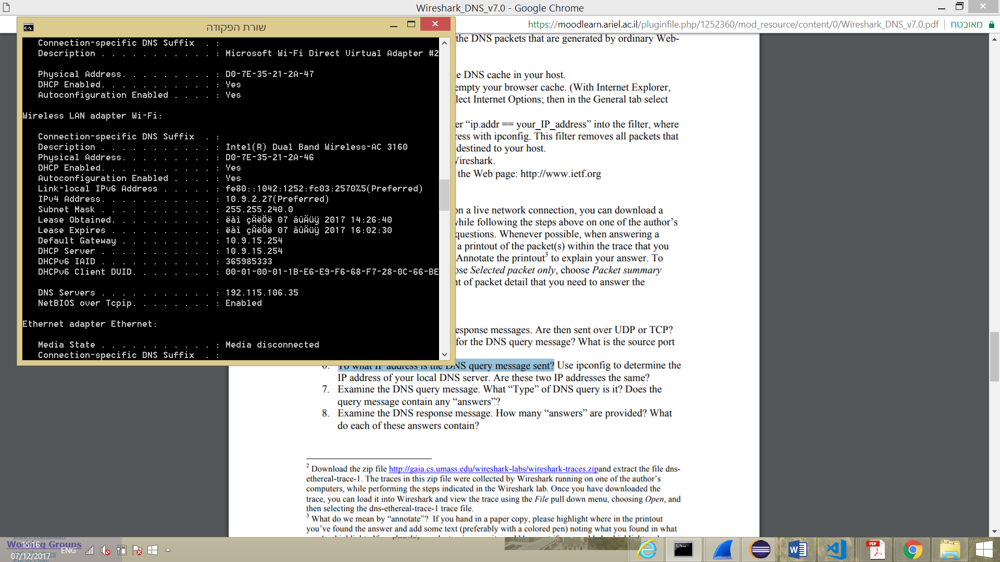 Wireshark_DNS_v7.0 - Google Chrome
https://moodlearn.ariel.ac.il/pluginfile.php/1252360/mod_resource/content/0/Wireshark_DNS_v7.0.pdf
מאובטח
שורת הפקודה
Connection-specific DNS Suffix . :
Description . . . . . . . . . . . : Microsoft Wi-Fi Direct Virtual Adapter #2
Physical Address. . . . . . . . . : D0-7E-35-21-2A-47
DHCP Enabled. . . . . . . . . . . : Yes
Autoconfiguration Enabled . . . . : Yes
Wireless LAN adapter Wi-Fi:
Connection-specific DNS Suffix . :
Description . . . . . . . . . . . : Intel(R) Dual Band Wireless-AC 3160
Physical Address. . . . . . . . . : D0-7E-35-21-2A-46
DHCP Enabled. . . . . . . . . . . : Yes
Autoconfiguration Enabled . . . . : Yes
Link-local IPv6 Address . . . . . : fe80::1042:1252:fc03:2570%5(Preferred)
IPv4 Address. . . . . . . . . . . : 10.9.2.27(Preferred)
Subnet Mask . . . . . . . . . . . : 255.255.240.0
Lease Obtained. . . . . . . . . . : ëàì çÄëÖë 07 âûÄüÿ 2017 14:26:40
Lease Expires . . . . . . . . . . : ëàì çÄëÖë 07 âûÄüÿ 2017 16:02:30
Default Gateway . . . . . . . . . : 10.9.15.254
DHCP Server . . . . . . . . . . . : 10.9.15.254
DHCPv6 IAID . . . . . . . . . . . : 365985333
DHCPv6 Client DUID. . . . . . . . : 00-01-00-01-1B-E6-E9-F6-68-F7-28-0C-66-BE
DNS Servers . . . . . . . . . . . : 192.115.106.35
NetBIOS over Tcpip. . . . . . . . : Enabled
Ethernet adapter Ethernet:
Media State . . . . . . . . . . . : Media disconnected
Connection-specific DNS Suffix . :
the DNS packets that are generated by ordinary Web-
e DNS cache in your host.
empty your browser cache. (With Internet Explorer,
lect Internet Options; then in the General tab select
er “ip.addr == your_IP_address” into the filter, where
ress with ipconfig. This filter removes all packets that
destined to your host.
Wireshark.
the Web page: http://www.ietf.org
on a live network connection, you can download a
while following the steps above on one of the author’s
questions. Whenever possible, when answering a
a printout of the packet(s) within the trace that you
Annotate the printout3 to explain your answer. To
ose Selected packet only, choose Packet summary
nt of packet detail that you need to answer the
esponse messages. Are then sent over UDP or TCP?
for the DNS query message? What is the source port
6. To what IP address is the DNS query message sent? Use ipconfig to determine the
IP address of your local DNS server. Are these two IP addresses the same?
7. Examine the DNS query message. What “Type” of DNS query is it? Does the
query message contain any “answers”?
8. Examine the DNS response message. How many “answers” are provided? What
do each of these answers contain?
2 Download the zip file http://gaia.cs.umass.edu/wireshark-labs/wireshark-traces.zipand extract the file dns-
ethereal-trace-1. The traces in this zip file were collected by Wireshark running on one of the author’s
computers, while performing the steps indicated in the Wireshark lab. Once you have downloaded the
trace, you can load it into Wireshark and view the trace using the File pull down menu, choosing Open, and
then selecting the dns-ethereal-trace-1 trace file.
3 What do we mean by “annotate”? If you hand in a paper copy, please highlight where in the printout
you’ve found the answer and add some text (preferably with a colored pen) noting what you found in what
Working Groups
15:16
ENG
07/12/2017
PDF